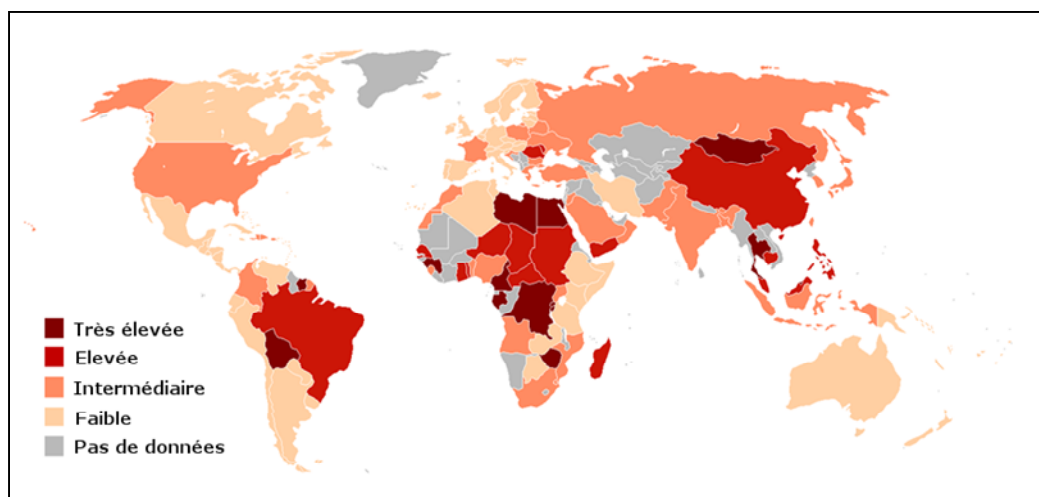 Très élevée
Elevée
Intermédiaire
Faible
Pas de données